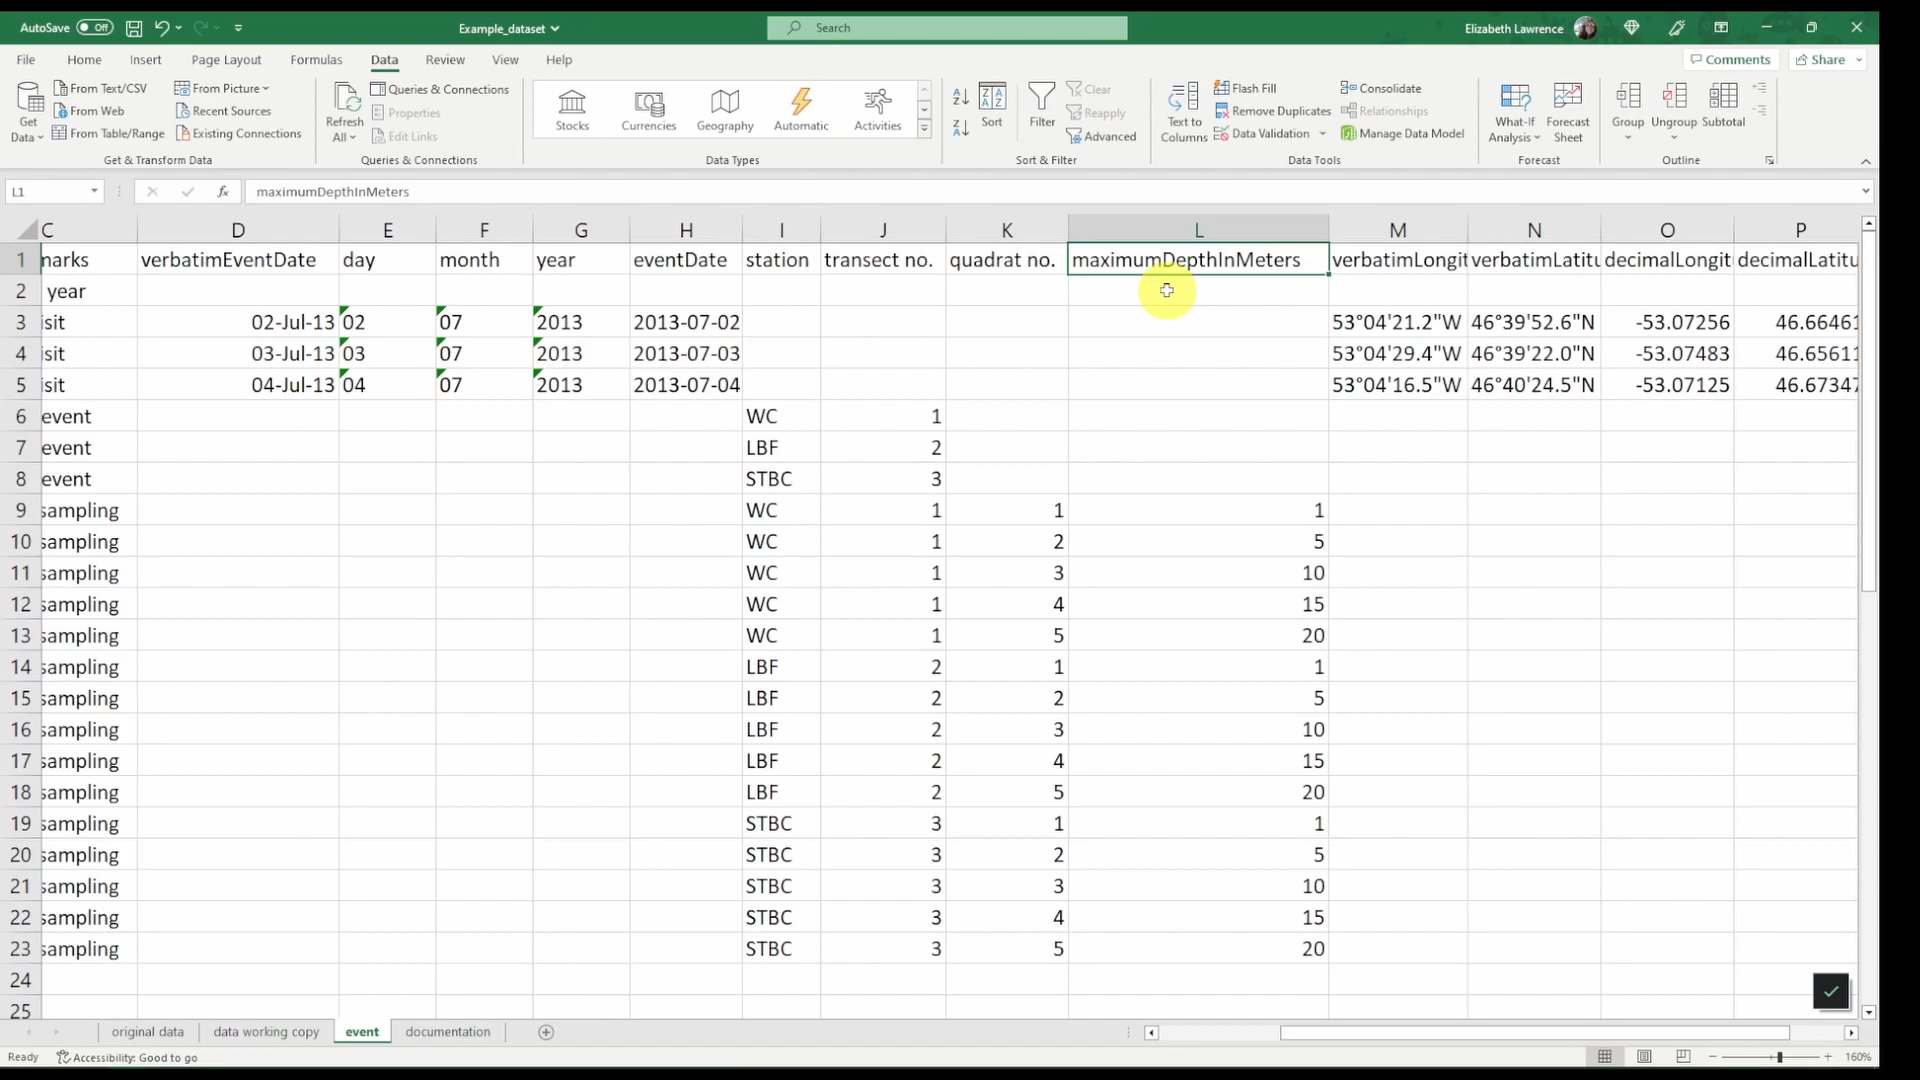 AutoSave Off Example_dataset Search Elizabeth Lawrence
File Home Insert Page Layout Formulas Data Review View Help Comments Share
Get Data From Text/CSV From Web From Table/Range From Picture Recent Sources Existing Connections
Get & Transform Data
Refresh All Queries & Connections Properties Edit Links
Queries & Connections
Stocks Currencies Geography Automatic Activities
Data Types
Sort Filter Clear Reapply Advanced
Sort & Filter
Text to Columns Flash Fill Remove Duplicates Data Validation Consolidate Relationships Manage Data Model
Data Tools
What-If Analysis Forecast Sheet
Forecast
Group Ungroup Subtotal
Outline
L1 fx maximumDepthInMeters
C D E F G H I J K L M N O P
1 narks verbatimEventDate day month year eventDate station transect no. quadrat no. maximumDepthInMeters verbatimLongit verbatimLatitu decimalLongit decimalLatitu
2 year
3 isit 02-Jul-13 02 07 2013 2013-07-02 53°04'21.2"W 46°39'52.6"N -53.07256 46.66461
4 isit 03-Jul-13 03 07 2013 2013-07-03 53°04'29.4"W 46°39'22.0"N -53.07483 46.65611
5 isit 04-Jul-13 04 07 2013 2013-07-04 53°04'16.5"W 46°40'24.5"N -53.07125 46.67347
6 event WC 1
7 event LBF 2
8 event STBC 3
9 sampling WC 1 1 1
10 sampling WC 1 2 5
11 sampling WC 1 3 10
12 sampling WC 1 4 15
13 sampling WC 1 5 20
14 sampling LBF 2 1 1
15 sampling LBF 2 2 5
16 sampling LBF 2 3 10
17 sampling LBF 2 4 15
18 sampling LBF 2 5 20
19 sampling STBC 3 1 1
20 sampling STBC 3 2 5
21 sampling STBC 3 3 10
22 sampling STBC 3 4 15
23 sampling STBC 3 5 20
24
25
original data data working copy event documentation
Ready Accessibility: Good to go 160%